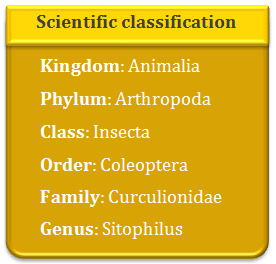 Scientific classification
Kingdom: Animalia
Phylum: Arthropoda
Class: Insecta
Order: Coleoptera
Family: Curculionidae
Genus: Sitophilus